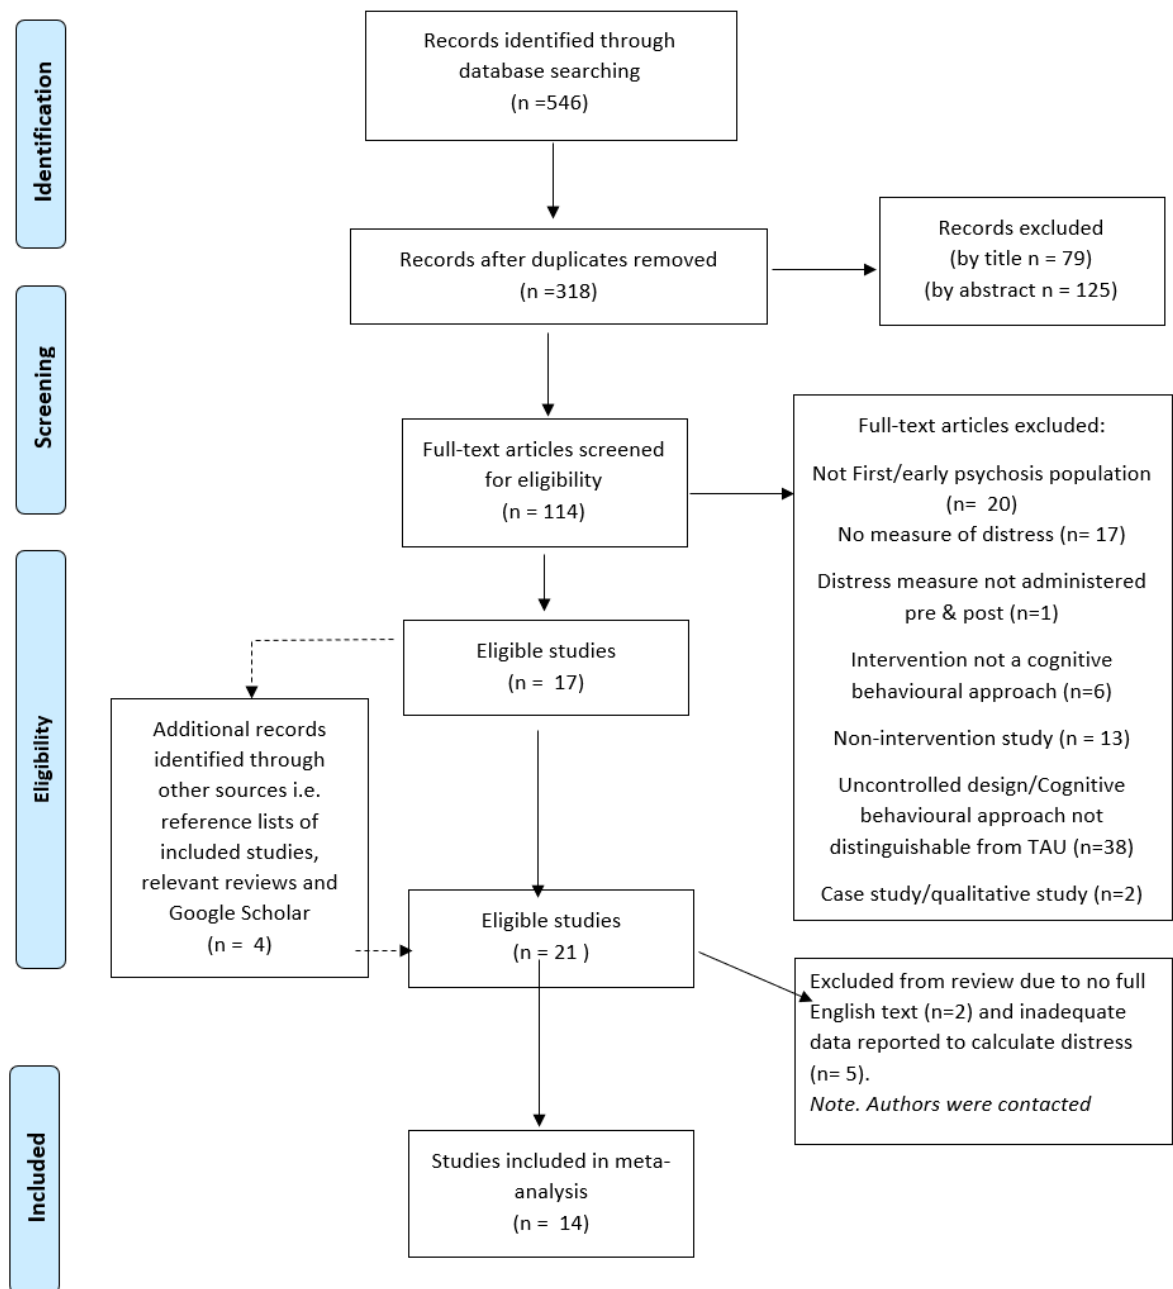 Identification
Records identified through
database searching
(n =546)
Records after duplicates removed
(n =318)
Records excluded
(by title n = 79)
(by abstract n = 125)
Screening
Full-text articles screened
for eligibility
(n = 114)
Full-text articles excluded:
Not First/early psychosis population
(n=  20)
No measure of distress (n= 17)
Distress measure not administered
pre & post (n=1)
Intervention not a cognitive
behavioural approach (n=6)
Non-intervention study (n = 13)
Uncontrolled design/Cognitive
behavioural approach not
distinguishable from TAU (n=38)
Case study/qualitative study (n=2)
Eligibility
Eligible studies
(n =  17)
Additional records
identified through
other sources i.e.
reference lists of
included studies,
relevant reviews and
Google Scholar
(n =  4)
Eligible studies
(n = 21 )
Excluded from review due to no full
English text (n=2) and inadequate
data reported to calculate distress
(n= 5).
Note. Authors were contacted
Included
Studies included in meta-
analysis
(n =  14)